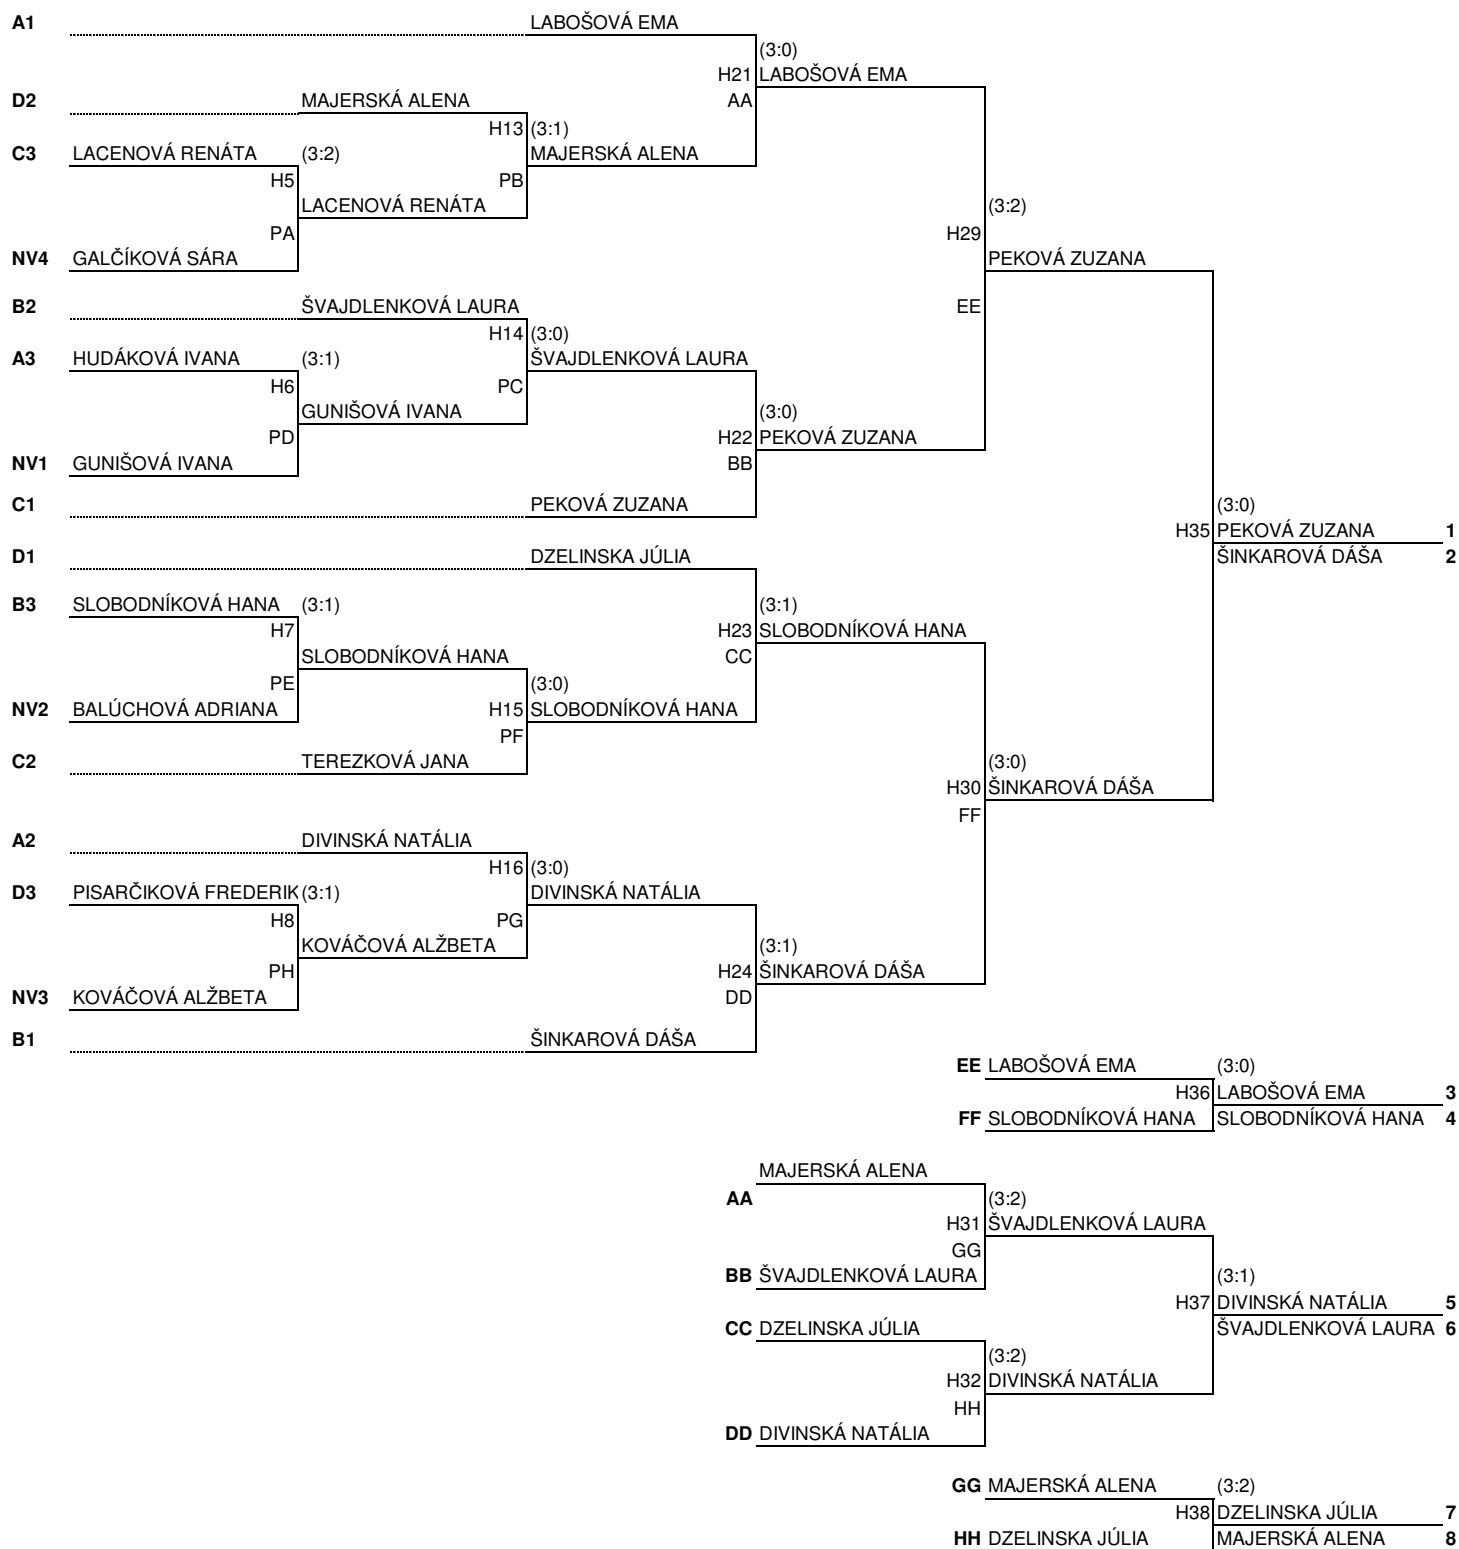 A1 LABOŠOVÁ EMA
(3:0)
H21 LABOŠOVÁ EMA
D2 MAJERSKÁ ALENA AA
H13 (3:1)
C3 LACENOVÁ RENÁTA (3:2) MAJERSKÁ ALENA
H5 PB
LACENOVÁ RENÁTA (3:2)
PA H29
NV4 GALČÍKOVÁ SÁRA PEKOVÁ ZUZANA
B2 ŠVAJDLENKOVÁ LAURA EE
H14 (3:0)
A3 HUDÁKOVÁ IVANA (3:1) ŠVAJDLENKOVÁ LAURA
H6 PC
GUNIŠOVÁ IVANA (3:0)
PD H22 PEKOVÁ ZUZANA
NV1 GUNIŠOVÁ IVANA BB
C1 PEKOVÁ ZUZANA (3:0)
H35 PEKOVÁ ZUZANA 1
D1 DZELINSKA JÚLIA ŠINKAROVÁ DÁŠA 2
B3 SLOBODNÍKOVÁ HANA (3:1) (3:1)
H7 H23 SLOBODNÍKOVÁ HANA
SLOBODNÍKOVÁ HANA CC
PE (3:0)
NV2 BALÚCHOVÁ ADRIANA H15 SLOBODNÍKOVÁ HANA
PF
C2 TEREZKOVÁ JANA (3:0)
H30 ŠINKAROVÁ DÁŠA
FF
A2 DIVINSKÁ NATÁLIA
H16 (3:0)
D3 PISARČIKOVÁ FREDERIK (3:1) DIVINSKÁ NATÁLIA
H8 PG
KOVÁČOVÁ ALŽBETA (3:1)
PH H24 ŠINKAROVÁ DÁŠA
NV3 KOVÁČOVÁ ALŽBETA DD
B1 ŠINKAROVÁ DÁŠA
EE LABOŠOVÁ EMA (3:0)
H36 LABOŠOVÁ EMA 3
FF SLOBODNÍKOVÁ HANA SLOBODNÍKOVÁ HANA 4
MAJERSKÁ ALENA
AA (3:2)
H31 ŠVAJDLENKOVÁ LAURA
GG
BB ŠVAJDLENKOVÁ LAURA (3:1)
H37 DIVINSKÁ NATÁLIA 5
CC DZELINSKA JÚLIA ŠVAJDLENKOVÁ LAURA 6
(3:2)
H32 DIVINSKÁ NATÁLIA
HH
DD DIVINSKÁ NATÁLIA
GG MAJERSKÁ ALENA (3:2)
H38 DZELINSKA JÚLIA 7
HH DZELINSKA JÚLIA MAJERSKÁ ALENA 8